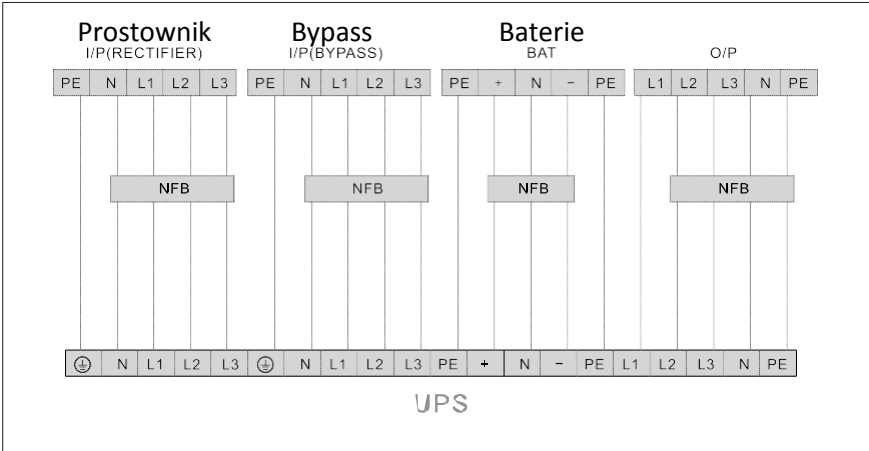 Prostownik Bypass Baterie
I/P(RECTIFIER) I/P(BYPASS) BAT O/P
PE N L1 L2 L3 PE N L1 L2 L3 PE + N - PE L1 L2 L3 N PE
NFB NFB NFB NFB
N L1 L2 L3 N L1 L2 L3 PE + N - PE L1 L2 L3 N PE
UPS